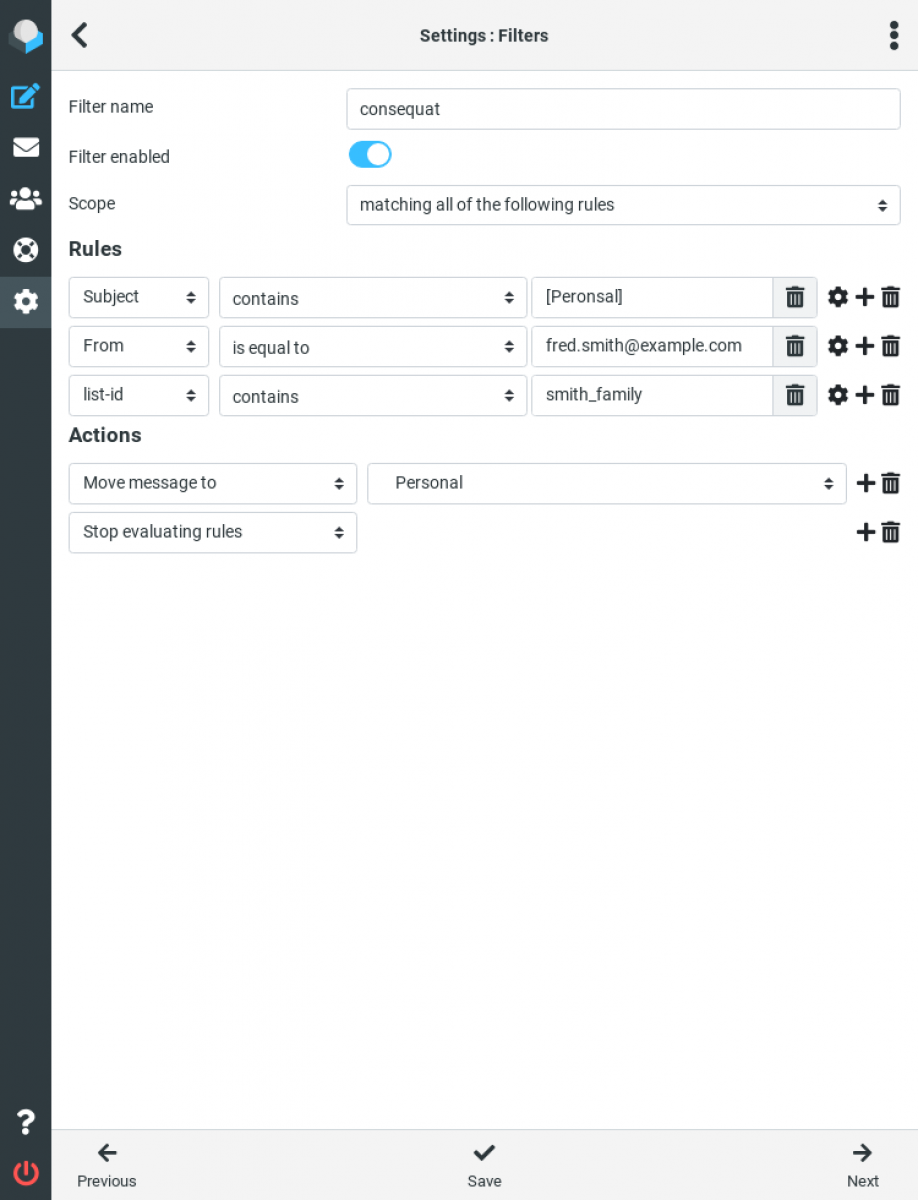 Settings : Filters
Filter name consequat
Filter enabled
Scope matching all of the following rules
Rules
Subject contains [Peronsal]
From is equal to fred.smith@example.com
list-id contains smith_family
Actions
Move message to Personal
Stop evaluating rules
Previous Save Next